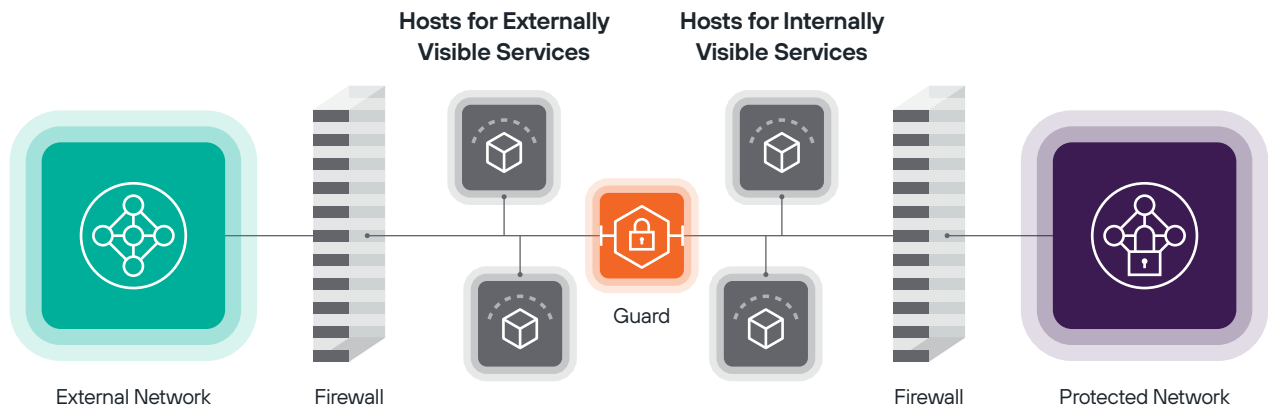 Hosts for Externally
Visible Services
Hosts for Internally
Visible Services
Guard
External Network
Firewall
Firewall
Protected Network